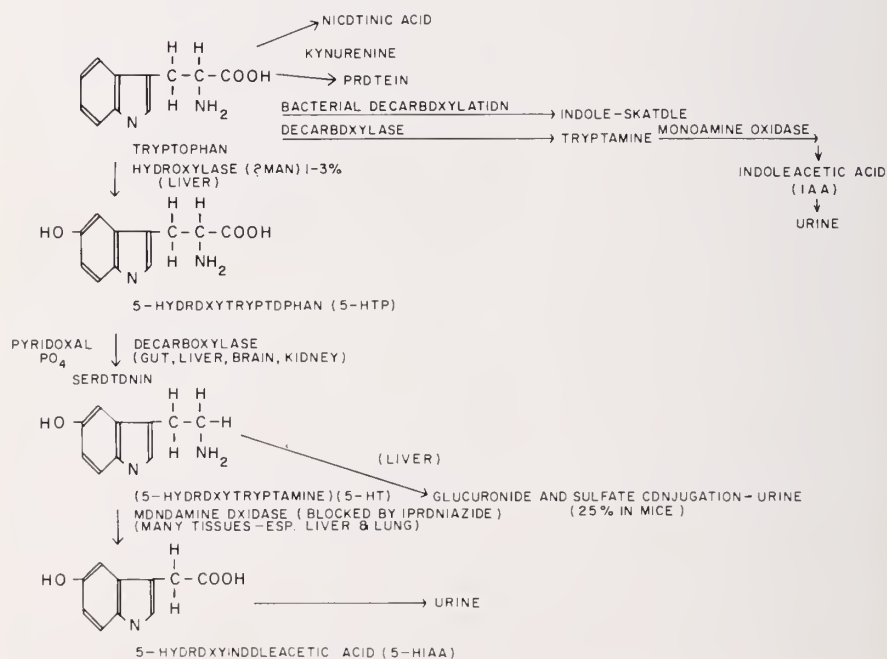 NICDTINIC ACID
H H
KYNURENINE
C - C - COOH
PRDTEIN
H NH2
N
BACTERIAL DECARBDXYLATIDN
INDOLE-SKATDLE
DECARBDXYLASE
TRYPTAMINE
MONOAMINE OXIDASE
TRYPTOPHAN
HYDROXYLASE (?MAN) 1-3%
(LIVER)
INDOLEACETIC ACID
(IAA)
URINE
H H
HO - C - C - COOH
H NH2
N
5-HYDRDXYTRYPTDPHAN (5-HTP)
PYRIDOXAL
PO4
DECARBOXYLASE
(GUT, LIVER, BRAIN, KIDNEY)
SERDTDNIN
H H
HO - C - C - H
H NH2
N
(LIVER)
(5-HYDRDXYTRYPTAMINE) (5-HT)
GLUCURONIDE AND SULFATE CDNJUGATION-URINE
(25% IN MICE)
MDNDAMINE DXIDASE (BLOCKED BY IPRDNIAZIDE)
(MANY TISSUES-ESP. LIVER & LUNG)
H
HO - C - COOH
H
N
URINE
5-HYDRDXYINDDLEACETIC ACID (5-HIAA)